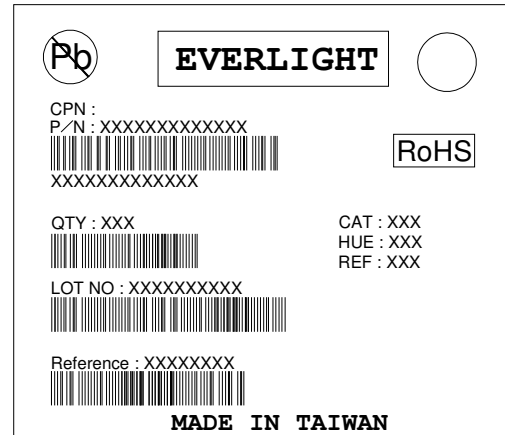 Pb
EVERLIGHT
CPN :
P/N : XXXXXXXXXXXXX
RoHS
XXXXXXXXXXXXX
QTY : XXX
CAT : XXX
HUE : XXX
REF : XXX
LOT NO : XXXXXXXXXX
Reference : XXXXXXXX
MADE IN TAIWAN